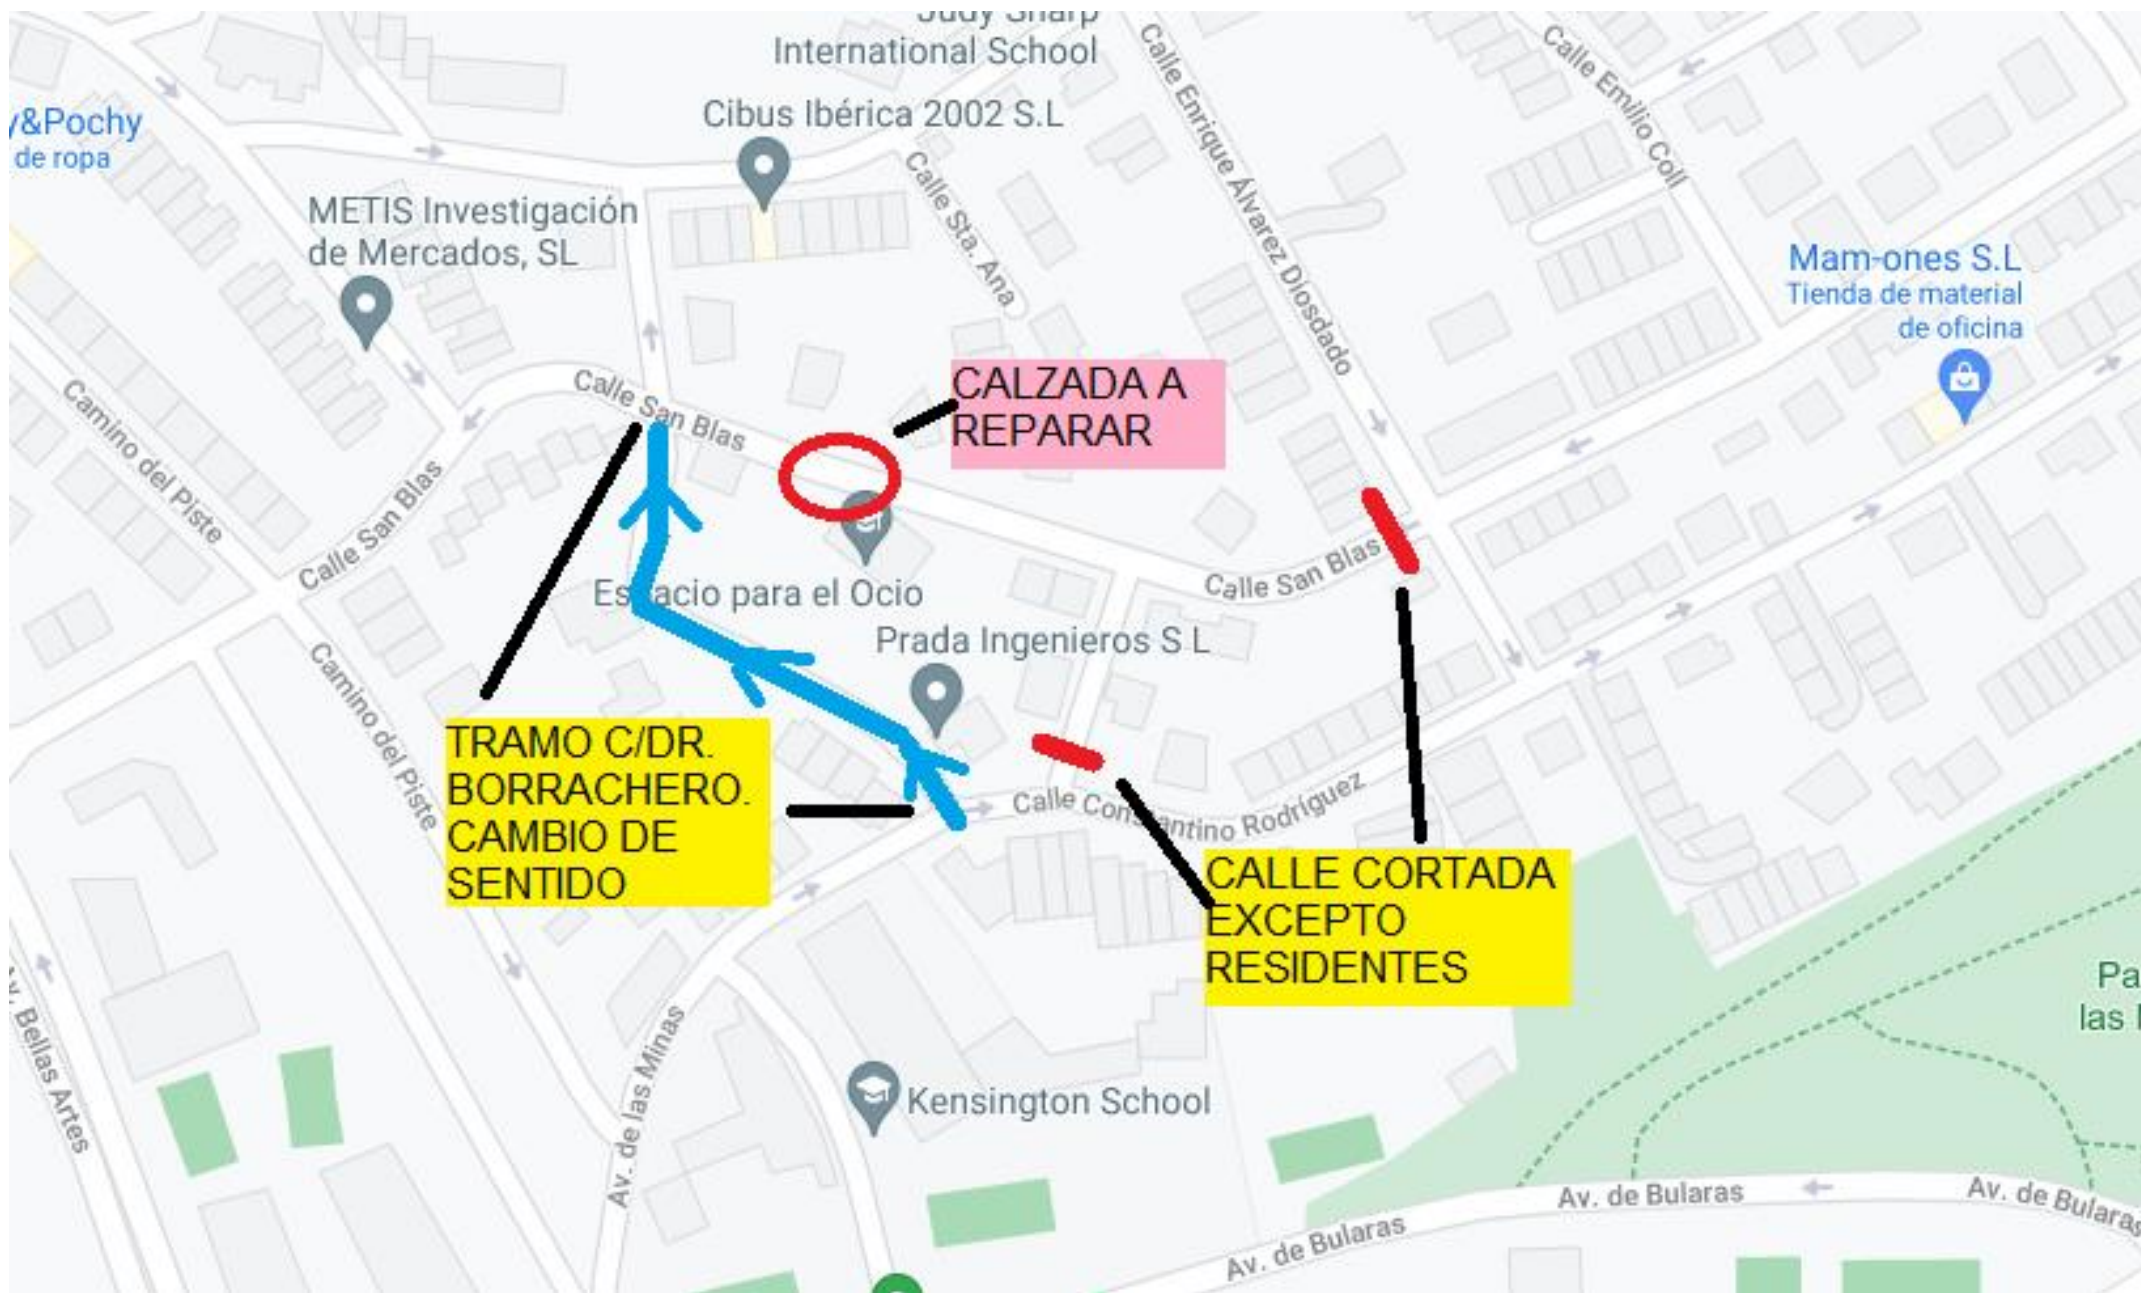 Judy Sharp
International School
Calle Enrique Álvarez Diosdado
Calle Emilio Coll
Cibus Ibérica 2002 S.L
y&Pochy
de ropa
Calle Sta. Ana
METIS Investigación
de Mercados, SL
Mam-ones S.L
Tienda de material
de oficina
CALZADA A
REPARAR
Calle San Blas
Camino del Piste
Calle San Blas
Calle San Blas
Espacio para el Ocio
Prada Ingenieros S L
Camino del Piste
TRAMO C/DR.
BORRACHERO.
CAMBIO DE
SENTIDO
Calle Constantino Rodríguez
CALLE CORTADA
EXCEPTO
RESIDENTES
Av. Bellas Artes
Av. de las Minas
Pa
las
Kensington School
Av. de Bularas
Av. de Bularas
Av. de Bularas